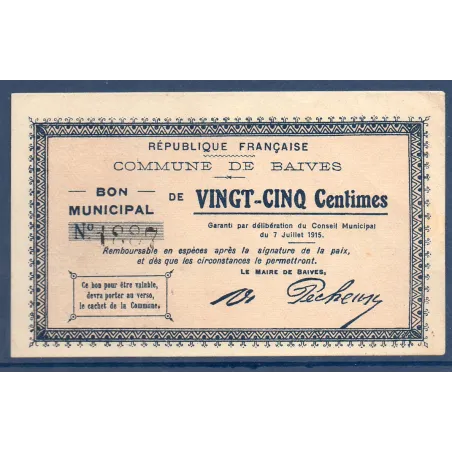 RÉPUBLIQUE FRANÇAISE
COMMUNE DE BAIVES
BON MUNICIPAL
DE VINGT-CINQ Centimes
Garanti par délibération du Conseil Municipal
du 7 Juillet 1915.
No
Remboursable en espèces après la signature de la paix,
et dès que les circonstances le permettront.
LE MAIRE DE BAIVES,
Ce bon pour être valable,
devra porter au verso,
le cachet de la Commune.